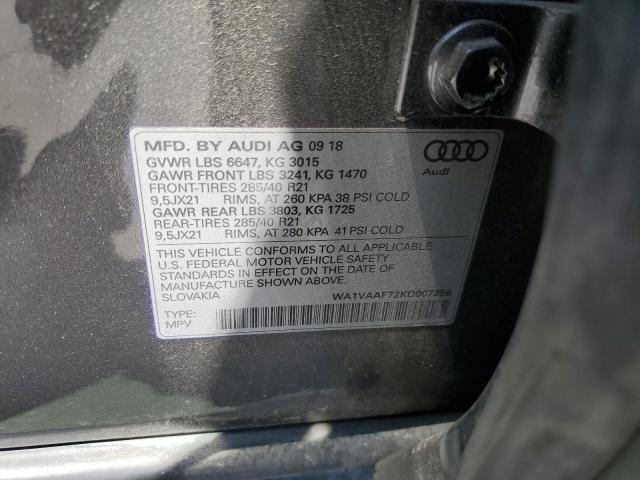 MFD. BY AUDI AG 09 18
GVWR LBS 6647, KG 3015
GAWR FRONT LBS 3241, KG 1470
FRONT-TIRES 285/40 R21
9,5JX21 RIMS, AT 260 KPA 38 PSI COLD
GAWR REAR LBS 3803, KG 1725
REAR-TIRES 285/40 R21
9,5JX21 RIMS, AT 280 KPA 41 PSI COLD
Audi
THIS VEHICLE CONFORMS TO ALL APPLICABLE
U.S. FEDERAL MOTOR VEHICLE SAFETY
STANDARDS IN EFFECT ON THE DATE OF
MANUFACTURE SHOWN ABOVE.
SLOVAKIA WA1VAAF72KD007356
TYPE:
MPV